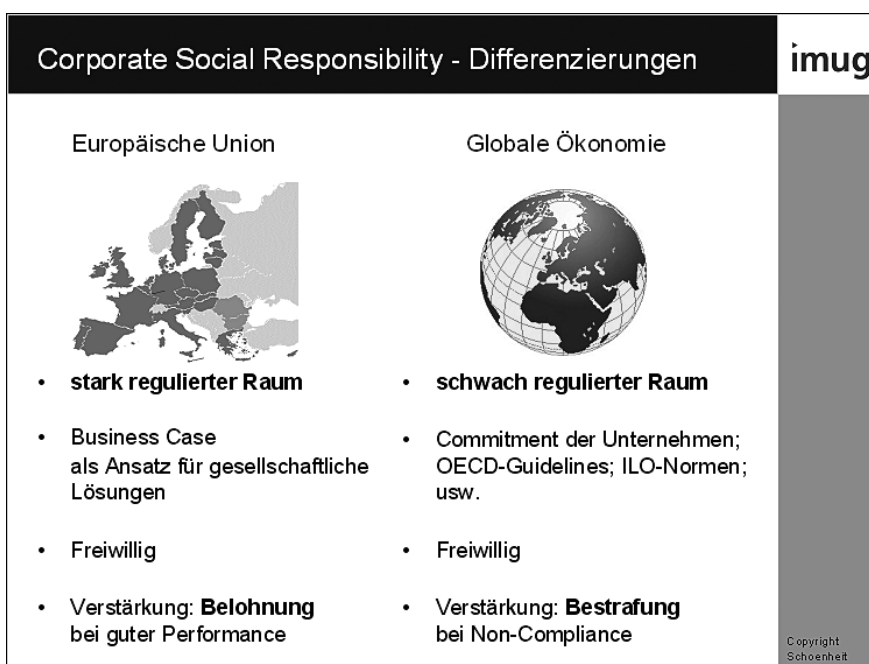 Corporate Social Responsibility - Differenzierungen
imug
Europäische Union
• stark regulierter Raum
• Business Case
als Ansatz für gesellschaftliche
Lösungen
• Freiwillig
• Verstärkung: Belohnung
bei guter Performance
Globale Ökonomie
• schwach regulierter Raum
• Commitment der Unternehmen;
OECD-Guidelines; ILO-Normen;
usw.
• Freiwillig
• Verstärkung: Bestrafung
bei Non-Compliance
Copyright
Schoenheit